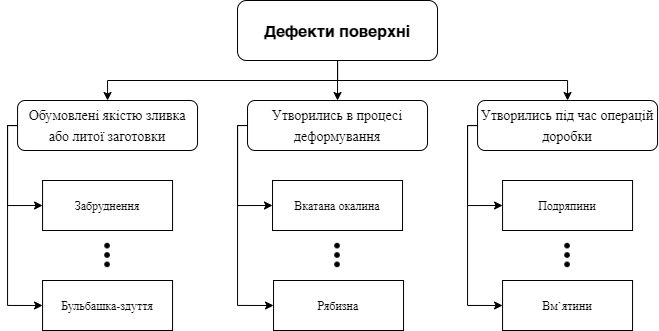 Дефекти поверхні
Обумовлені якістю зливка
або литої заготовки
Утворились в процесі
деформування
Утворились під час операцій
доробки
Забруднення
Вкатана окалина
Подряпини
Бульбашка-здуття
Рябизна
Вм`ятини